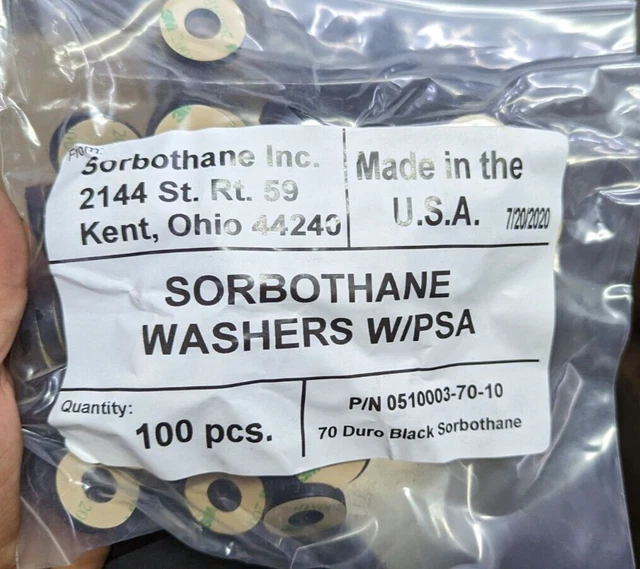 From:
Sorbothane Inc.
2144 St. Rt. 59
Kent, Ohio 44240
Made in the
U.S.A. 7/20/2020
SORBOTHANE
WASHERS W/PSA
Quantity:
100 pcs.
P/N 0510003-70-10
70 Duro Black Sorbothane